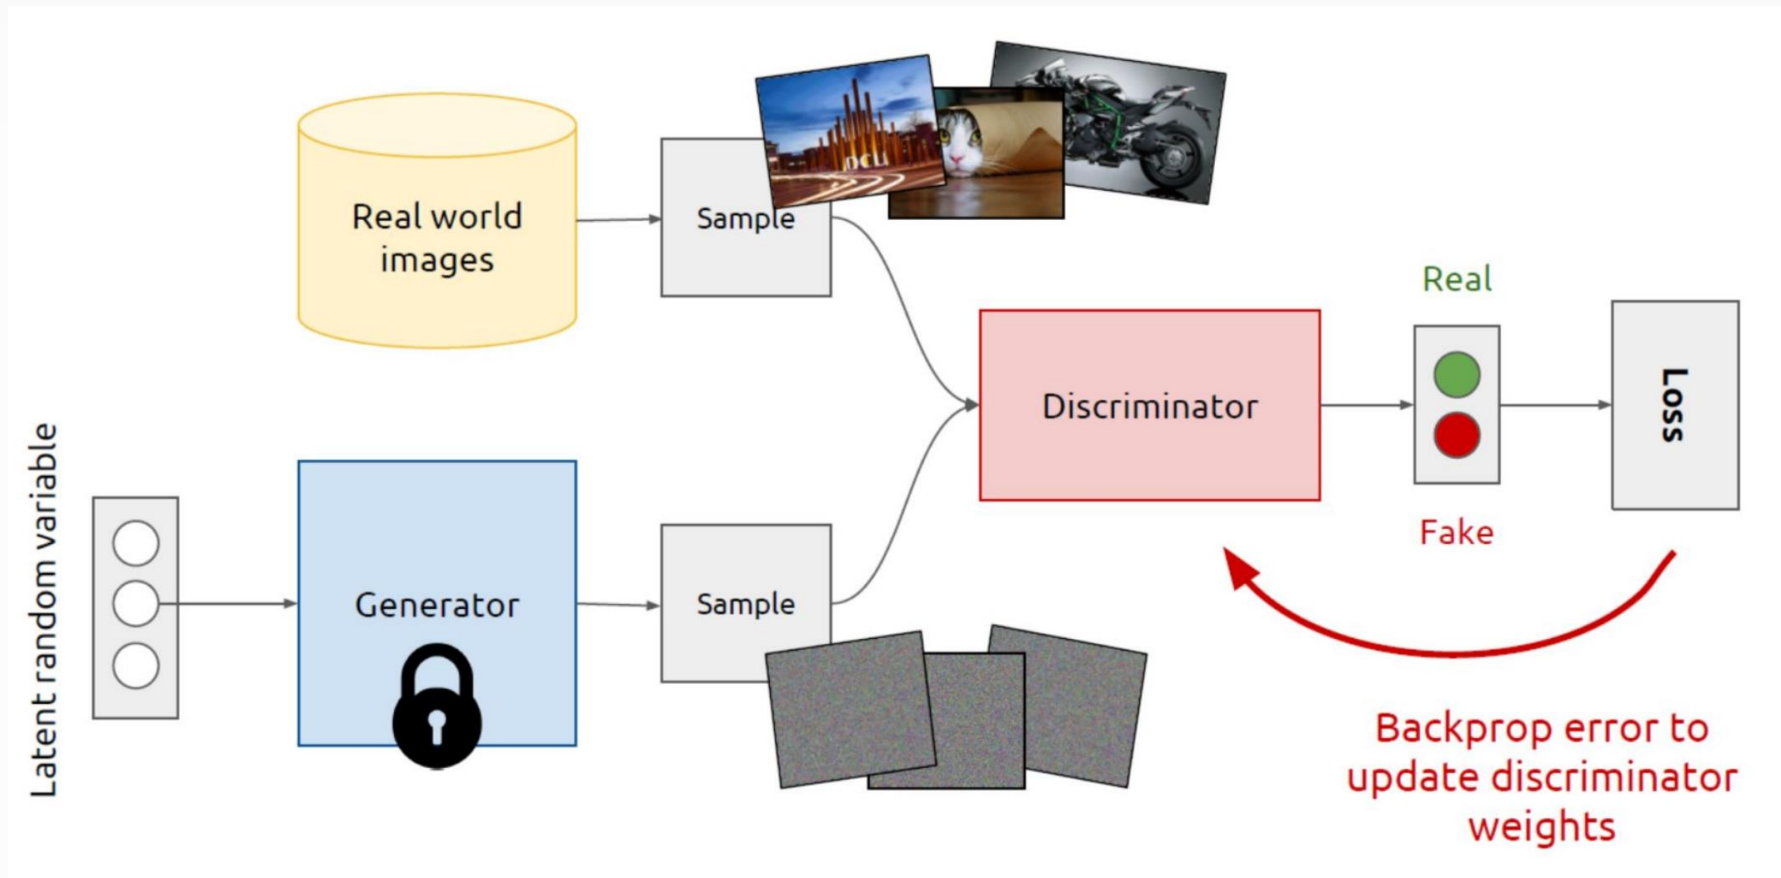 Real world
images
Sample
DCU
Real
Discriminator
Loss
Fake
Latent random variable
Generator
Sample
Backprop error to
update discriminator
weights